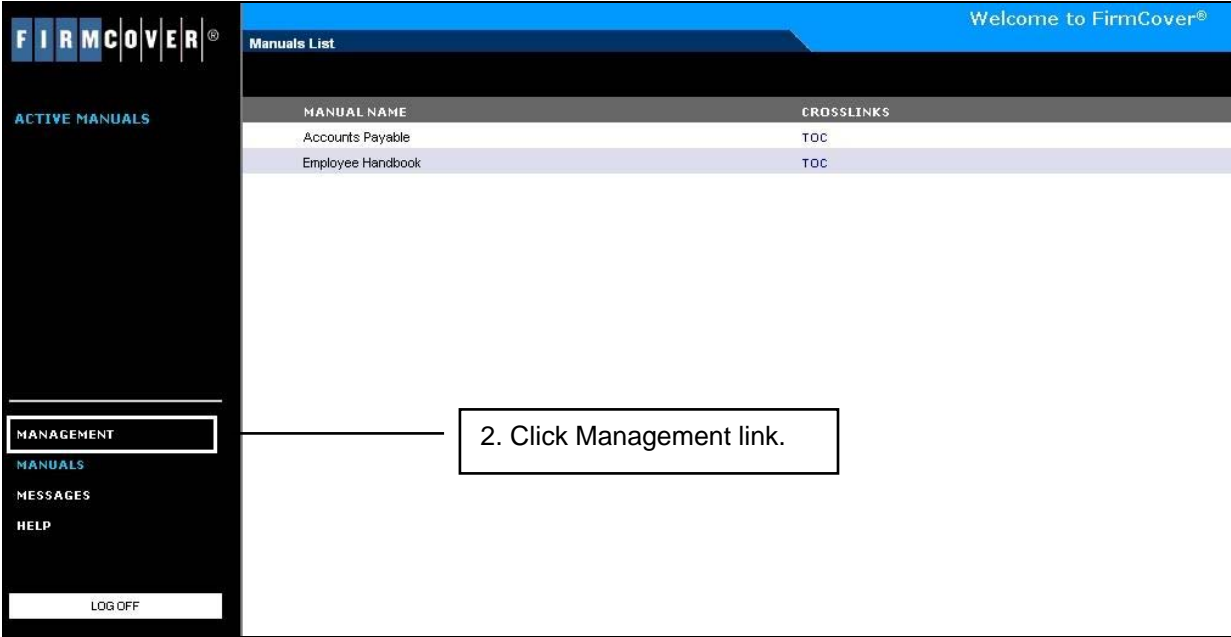 FIRMCOVER®
Welcome to FirmCover®
Manuals List
ACTIVE MANUALS
MANUAL NAME CROSSLINKS
Accounts Payable TOC
Employee Handbook TOC
MANAGEMENT
2. Click Management link.
MANUALS
MESSAGES
HELP
LOG OFF